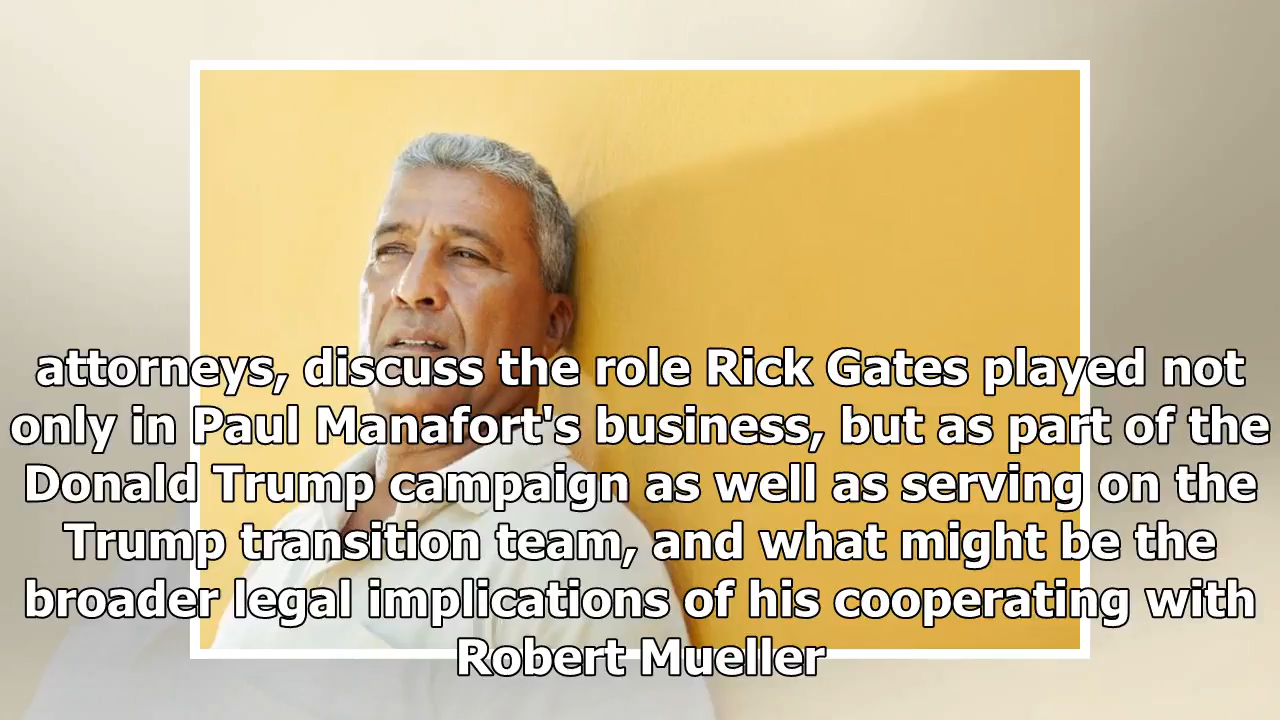 attorneys, discuss the role Rick Gates played not
only in Paul Manafort's business, but as part of the
Donald Trump campaign as well as serving on the
Trump transition team, and what might be the
broader legal implications of his cooperating with
Robert Mueller